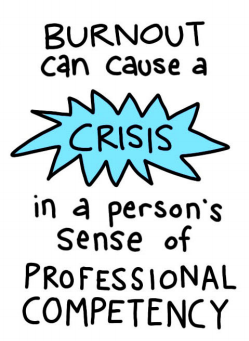 BURNOUT
can cause a
CRISIS
in a person's
sense of
PROFESSIONAL
COMPETENCY